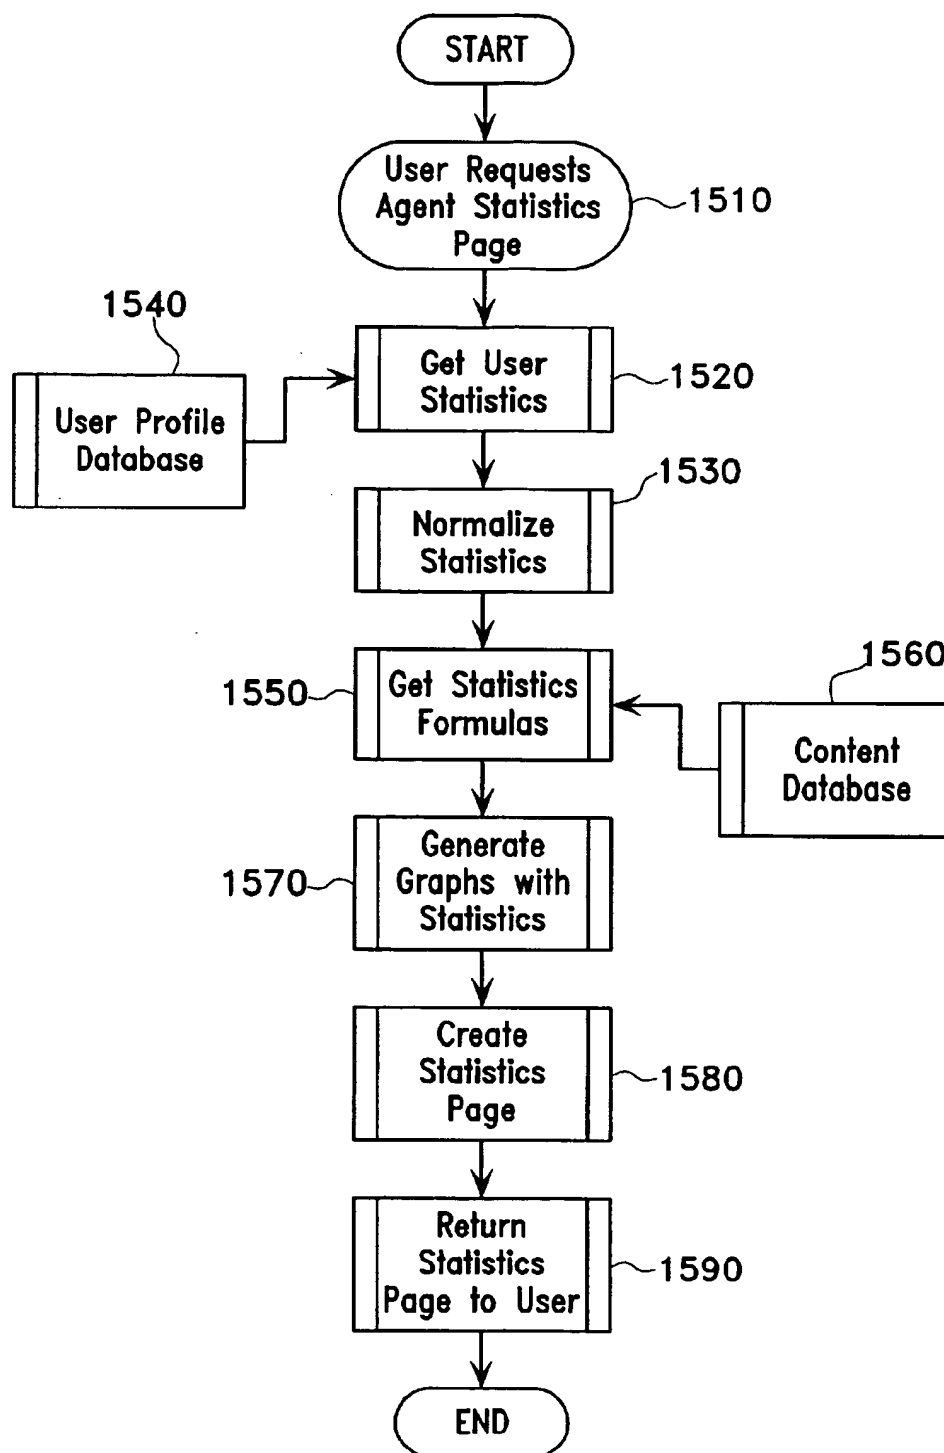 START
User Requests
Agent Statistics
Page
1510
1540
User Profile
Database
Get User
Statistics
1520
1530
Normalize
Statistics
1550
Get Statistics
Formulas
1560
Content
Database
1570
Generate
Graphs with
Statistics
Create
Statistics
Page
1580
Return
Statistics
Page to User
1590
END